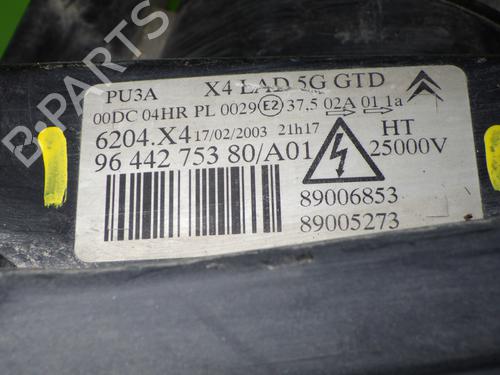 PU3A X4 LAD 5G GTD
00DC 04HR PL 0029 E2 37.5 02A 01 1a
6204.X4 17/02/2003 21h17
96 442 753 80/A01
HT
25000V
89006853
89005273
B-PARTS